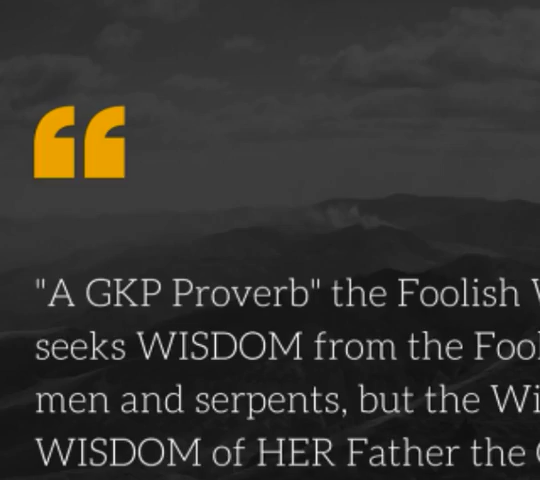 "A GKP Proverb" the Foolish
seeks WISDOM from the
men and serpents, but the
WISDOM of HER Father the